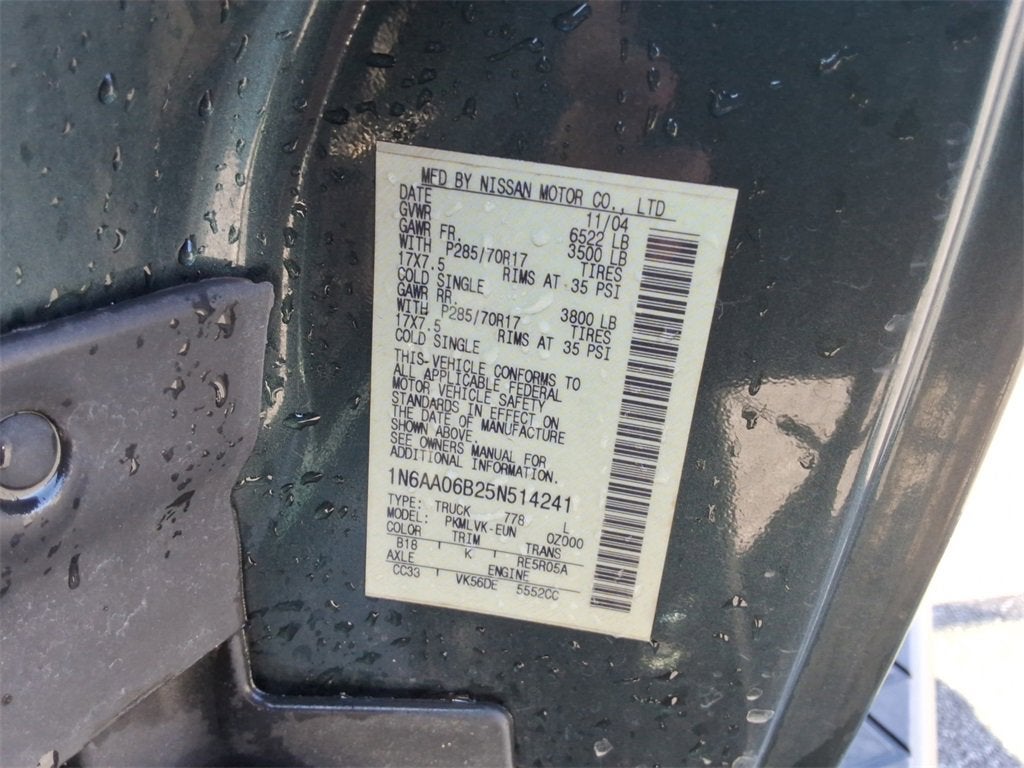 MFD BY NISSAN MOTOR CO., LTD
DATE 11/04
GVWR 6522 LB
GAWR FR. 3500 LB
WITH P285/70R17 TIRES
17X7.5 RIMS AT 35 PSI
COLD SINGLE
GAWR RR. 3800 LB
WITH P285/70R17 TIRES
17X7.5 RIMS AT 35 PSI
COLD SINGLE
THIS-VEHICLE CONFORMS TO
ALL APPLICABLE FEDERAL
MOTOR VEHICLE SAFETY
STANDARDS IN EFFECT ON
THE DATE OF MANUFACTURE
SHOWN ABOVE.
SEE OWNERS MANUAL FOR
ADDITIONAL INFORMATION.
1N6AA06B25N514241
TYPE: TRUCK 778 L
MODEL: PKMLVK-EUN 0Z000
COLOR TRIM TRANS
B18 K RE5R05A
AXLE ENGINE
CC33 VK56DE 5552CC